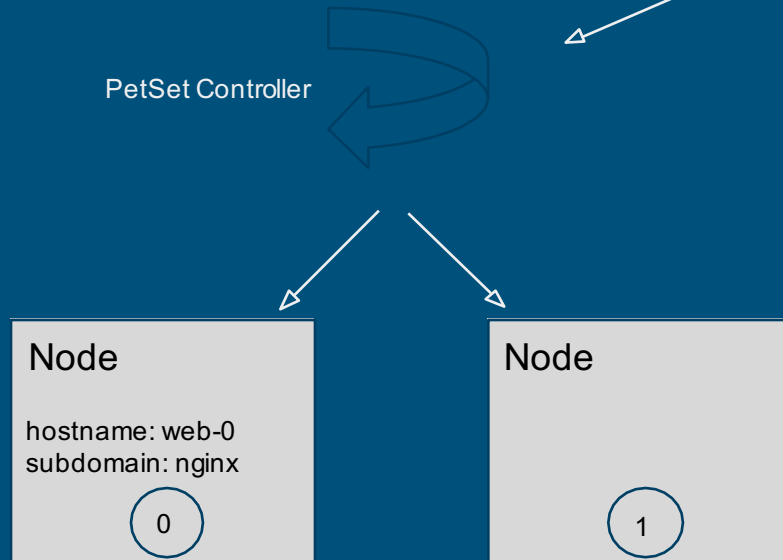 PetSet Controller
Node
hostname: web-0
subdomain: nginx
0
Node
1